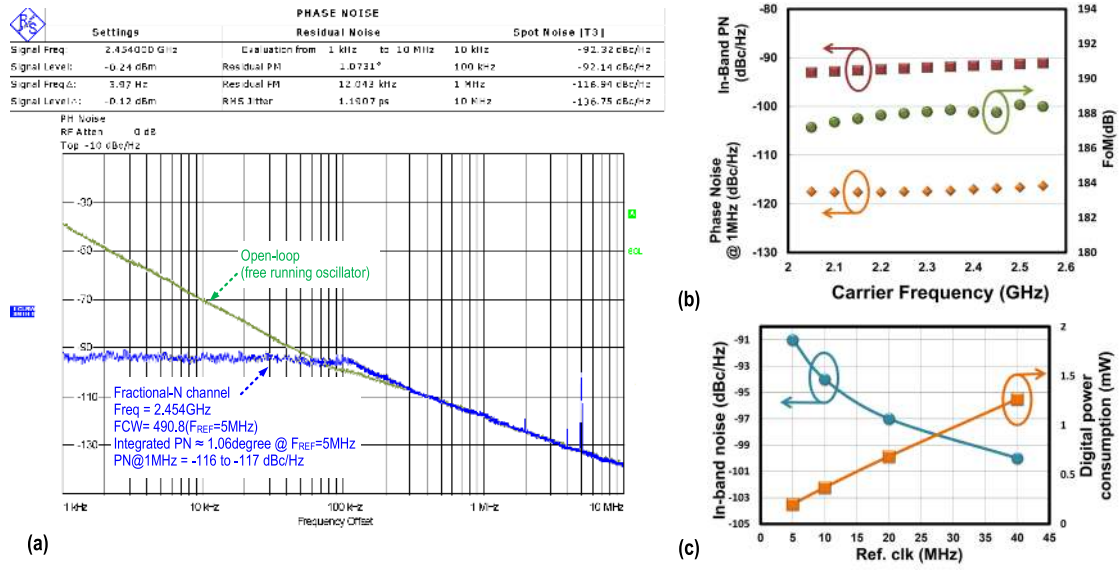 R&S
PHASE NOISE
Settings Residual Noise Spot Noise [T3]
Signal Freq: 2.454000 GHz Evaluation from 1 kHz to 10 MHz 10 kHz -92.32 dBc/Hz
Signal Level: -0.24 dBm Residual PM 1.0731° 100 kHz -92.14 dBc/Hz
Signal Freq Δ: 3.97 Hz Residual FM 12.043 kHz 1 MHz -116.94 dBc/Hz
Signal Level Δ: -0.12 dBm RMS Jitter 1.1907 ps 10 MHz -136.75 dBc/Hz
PH Noise
RF Atten 0 dB
Top -10 dBc/Hz
-30
-50
-70
-90
-110
-130
A
Open-loop
(free running oscillator)
Fractional-N channel
Freq = 2.454GHz
FCW= 490.8(FREF=5MHz)
Integrated PN ≈ 1.06degree @ FREF=5MHz
PN@1MHz = -116 to -117 dBc/Hz
1 kHz 10 kHz 100 kHz 1 MHz 10 MHz
Frequency Offset
(a)
In-Band PN
(dBc/Hz)
Phase Noise
@ 1MHz (dBc/Hz)
-80
-90
-100
-110
-120
-130
194
192
190
188
186
184
182
180
FoM(dB)
2 2.1 2.2 2.3 2.4 2.5 2.6
Carrier Frequency (GHz)
(b)
In-band noise (dBc/Hz)
-91
-93
-95
-97
-99
-101
-103
-105
2
1.5
1
0.5
0
Digital power
consumption (mW)
0 5 10 15 20 25 30 35 40 45
Ref. clk (MHz)
(c)